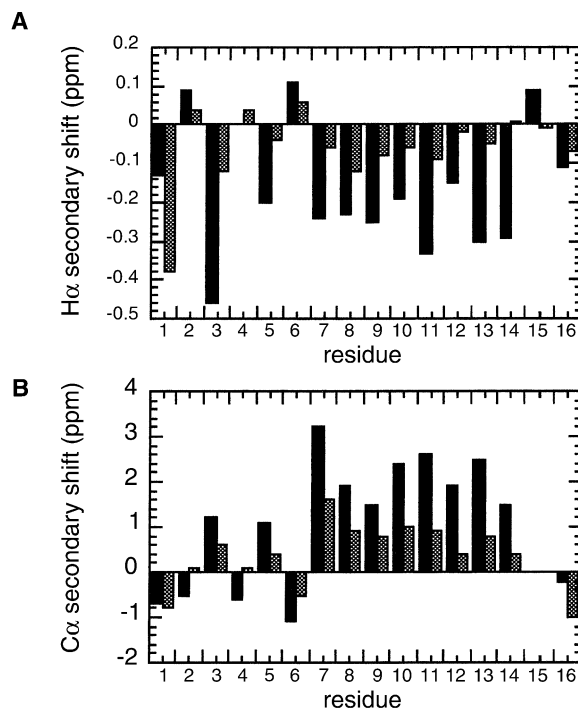 A
Hα secondary shift (ppm)
0.2
0.1
0
-0.1
-0.2
-0.3
-0.4
-0.5
1 2 3 4 5 6 7 8 9 10 11 12 13 14 15 16
residue
B
Cα secondary shift (ppm)
4
3
2
1
0
-1
-2
1 2 3 4 5 6 7 8 9 10 11 12 13 14 15 16
residue